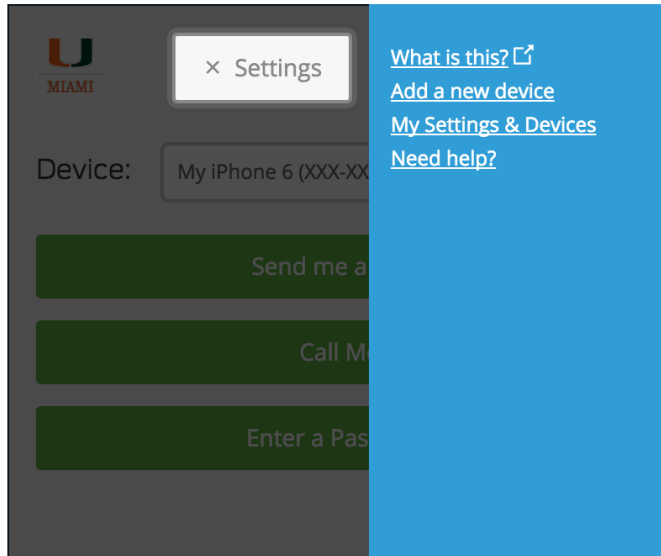 MIAMI
× Settings
What is this?
Add a new device
My Settings & Devices
Need help?
Device:
My iPhone 6 (XXX-XX
Send me a
Call M
Enter a Pas